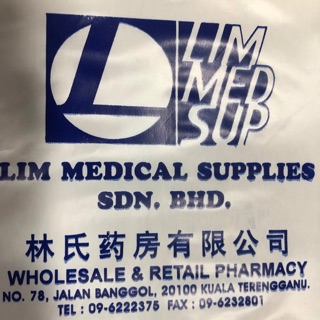 L LIM
MED
SUP
LIM MEDICAL SUPPLIES
SDN. BHD.
林氏药房有限公司
WHOLESALE & RETAIL PHARMACY
NO. 78, JALAN BANGGOL, 20100 KUALA TERENGGANU.
TEL : 09-6222375 FAX : 09-6232801